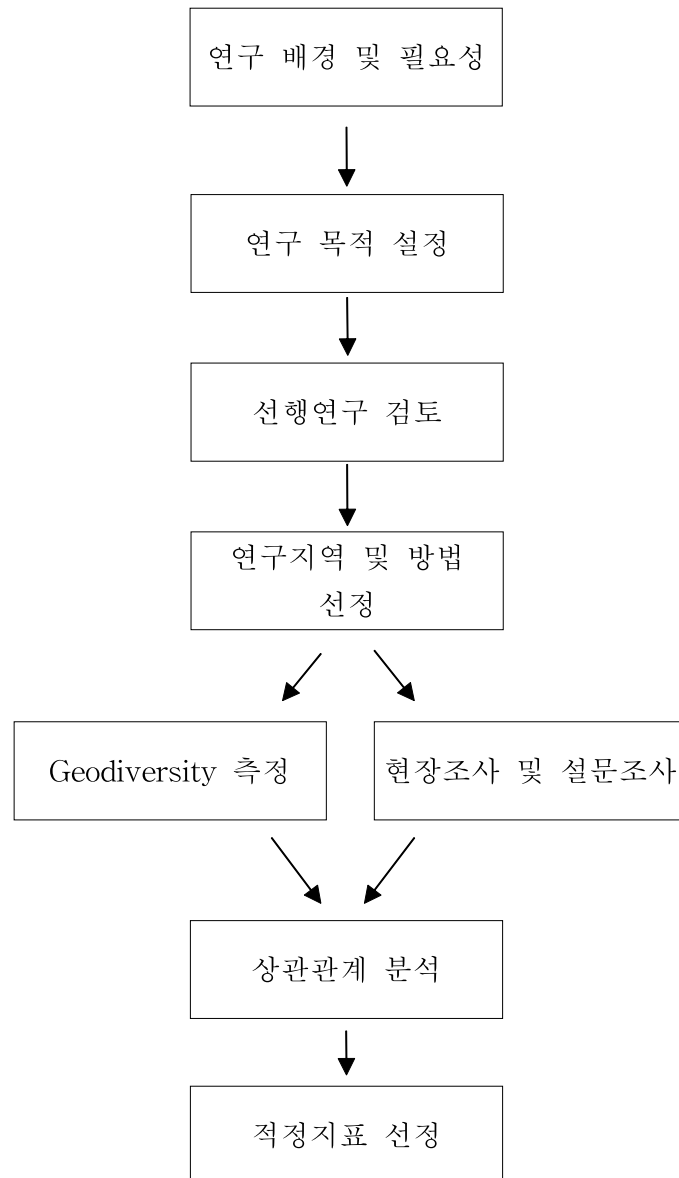 연구 배경 및 필요성
연구 목적 설정
선행연구 검토
연구지역 및 방법
선정
Geodiversity 측정
현장조사 및 설문조사
상관관계 분석
적정지표 선정